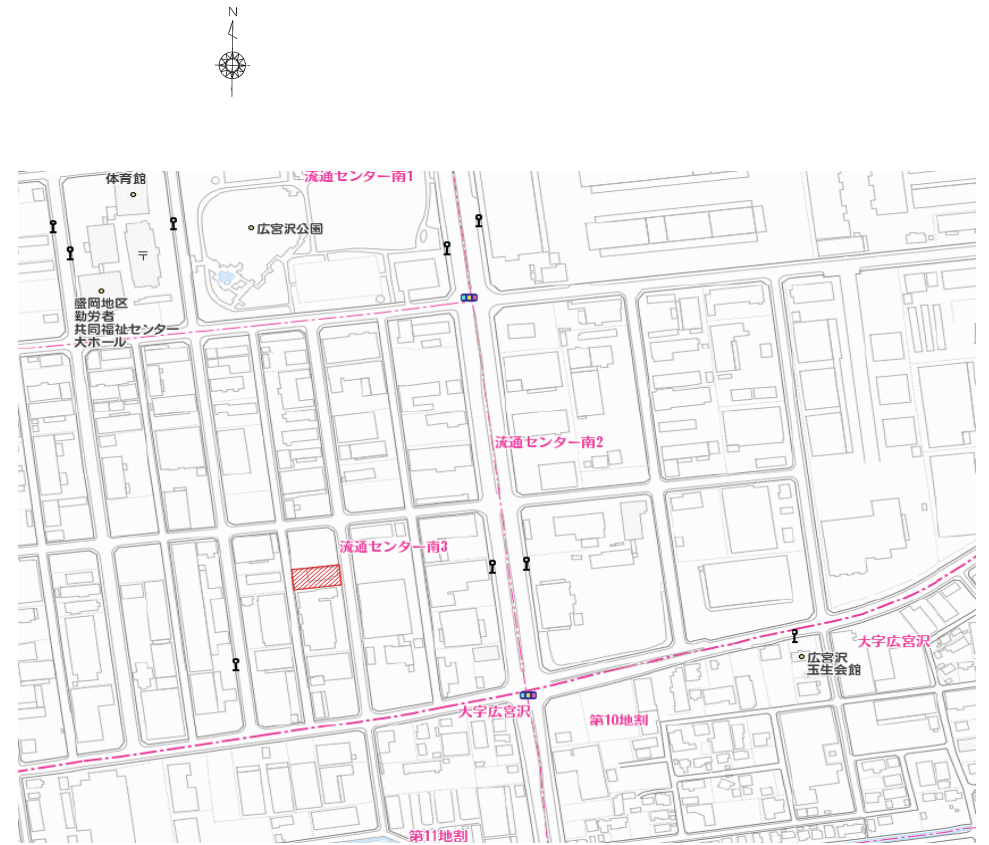 N
体育館
流通センター南1
広宮沢公園
〒
盛岡地区
勤労者
共同福祉センター
大ホール
流通センター南2
流通センター南3
大字広宮沢
広宮沢
玉生会館
大字広宮沢
第10地割
第11地割